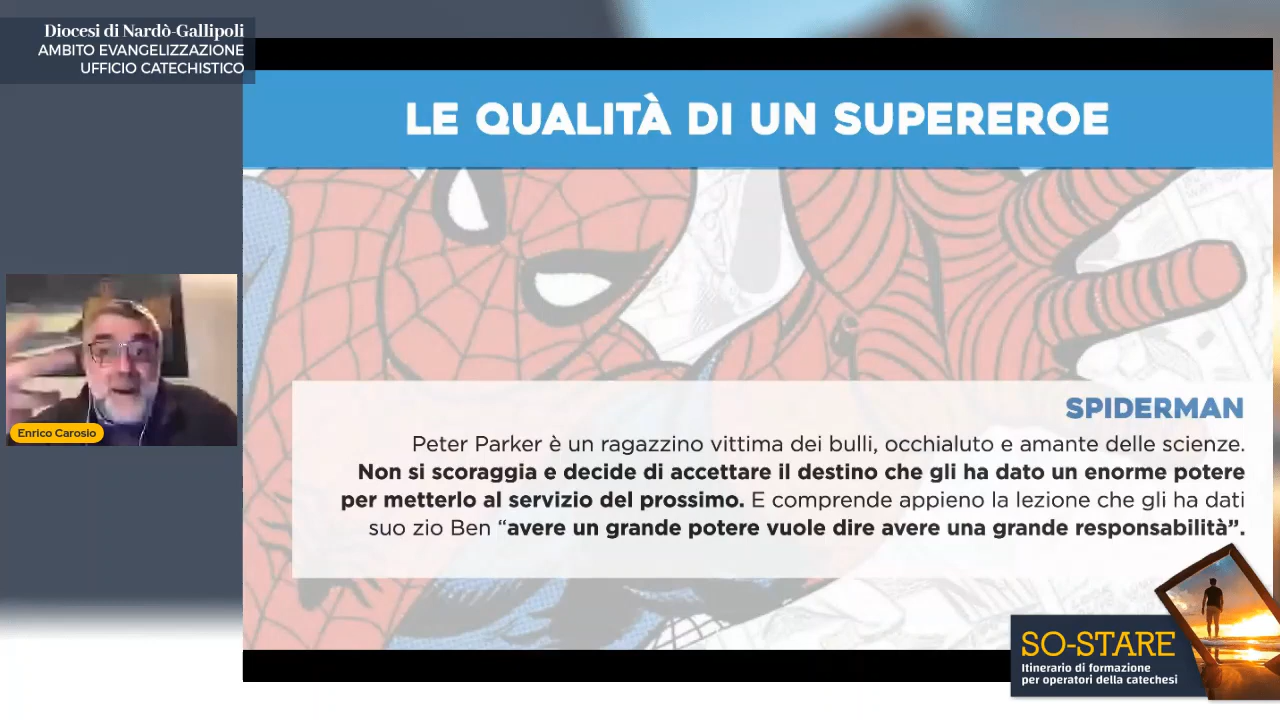 Diocesi di Nardò-Gallipoli
AMBITO EVANGELIZZAZIONE
UFFICIO CATECHISTICO
LE QUALITÀ DI UN SUPEREROE
SPIDERMAN
Peter Parker è un ragazzino vittima dei bulli, occhialuto e amante delle scienze.
Non si scoraggia e decide di accettare il destino che gli ha dato un enorme potere
per metterlo al servizio del prossimo. E comprende appieno la lezione che gli ha dati
suo zio Ben “avere un grande potere vuole dire avere una grande responsabilità”.
Enrico Carosio
SO-STARE
Itinerario di formazione
per operatori della catechesi